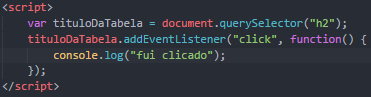 <script>
var tituloDaTabela = document.querySelector("h2");
tituloDaTabela.addEventListener("click", function() {
console.log("fui clicado");
});
</script>